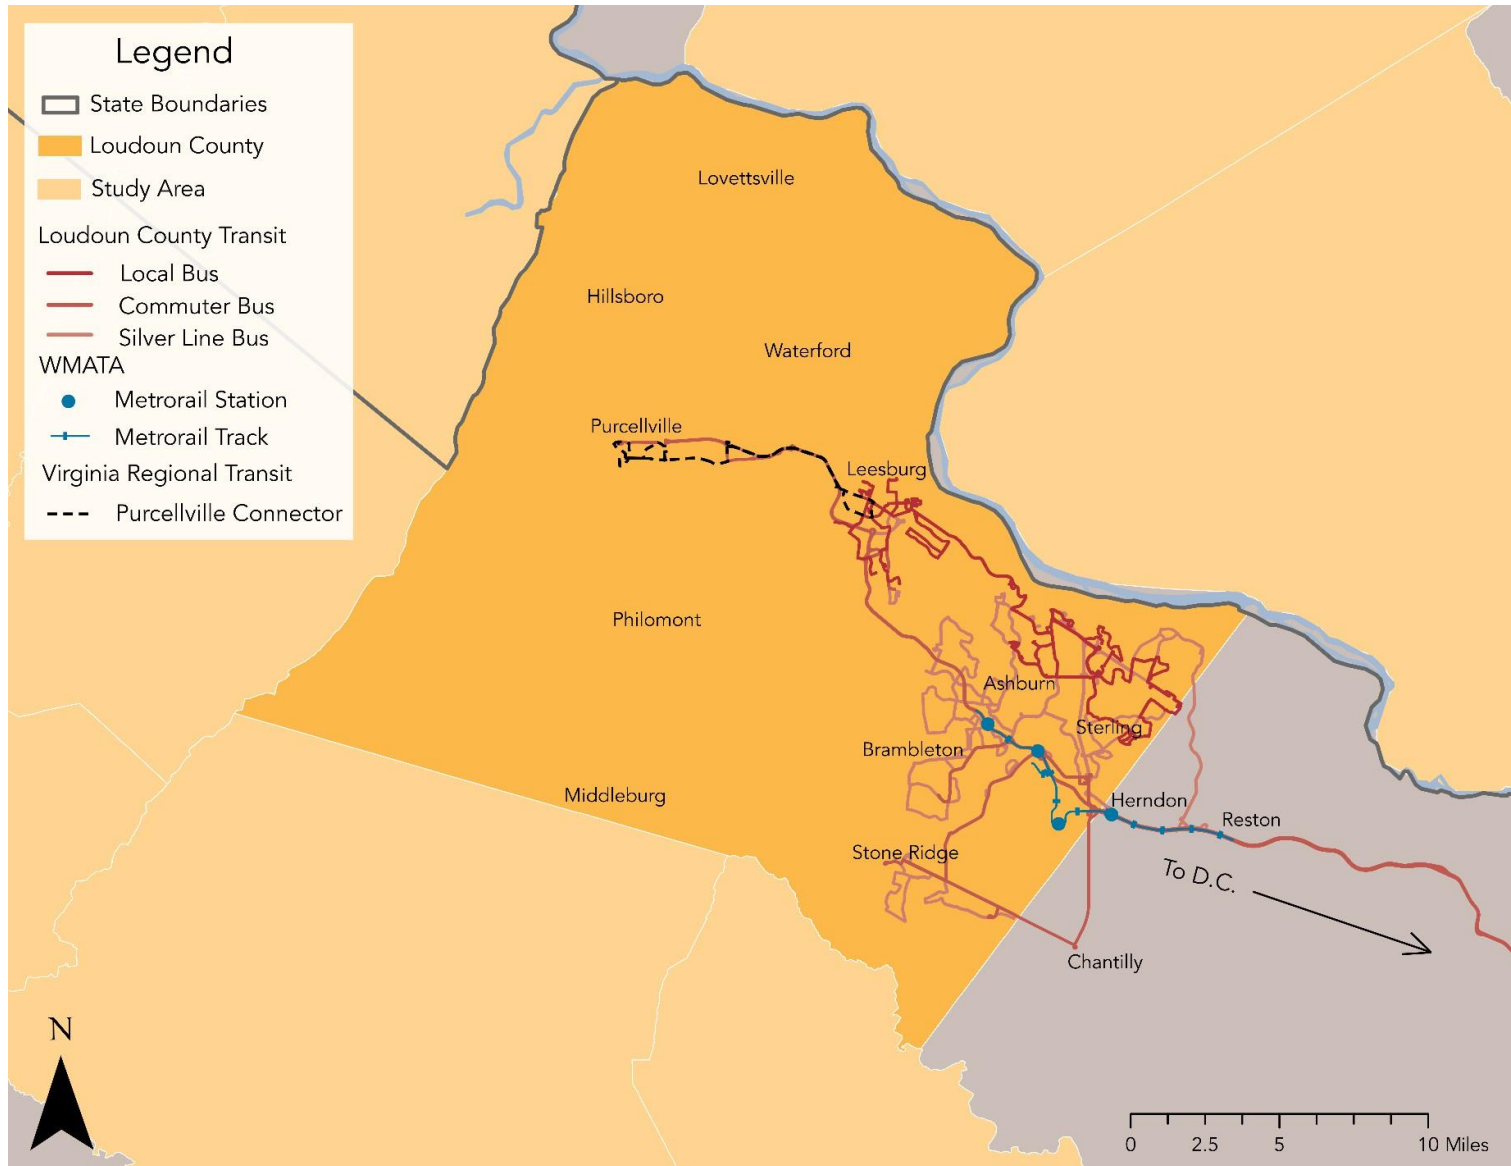 Legend
State Boundaries
Loudoun County
Study Area
Loudoun County Transit
Local Bus
Commuter Bus
Silver Line Bus
WMATA
Metrorail Station
Metrorail Track
Virginia Regional Transit
Purcellville Connector
Lovettsville
Hillsboro
Waterford
Purcellville
Leesburg
Philomont
Ashburn
Sterling
Brambleton
Middleburg
Herndon
Reston
Stone Ridge
To D.C.
Chantilly
N
0 2.5 5 10 Miles